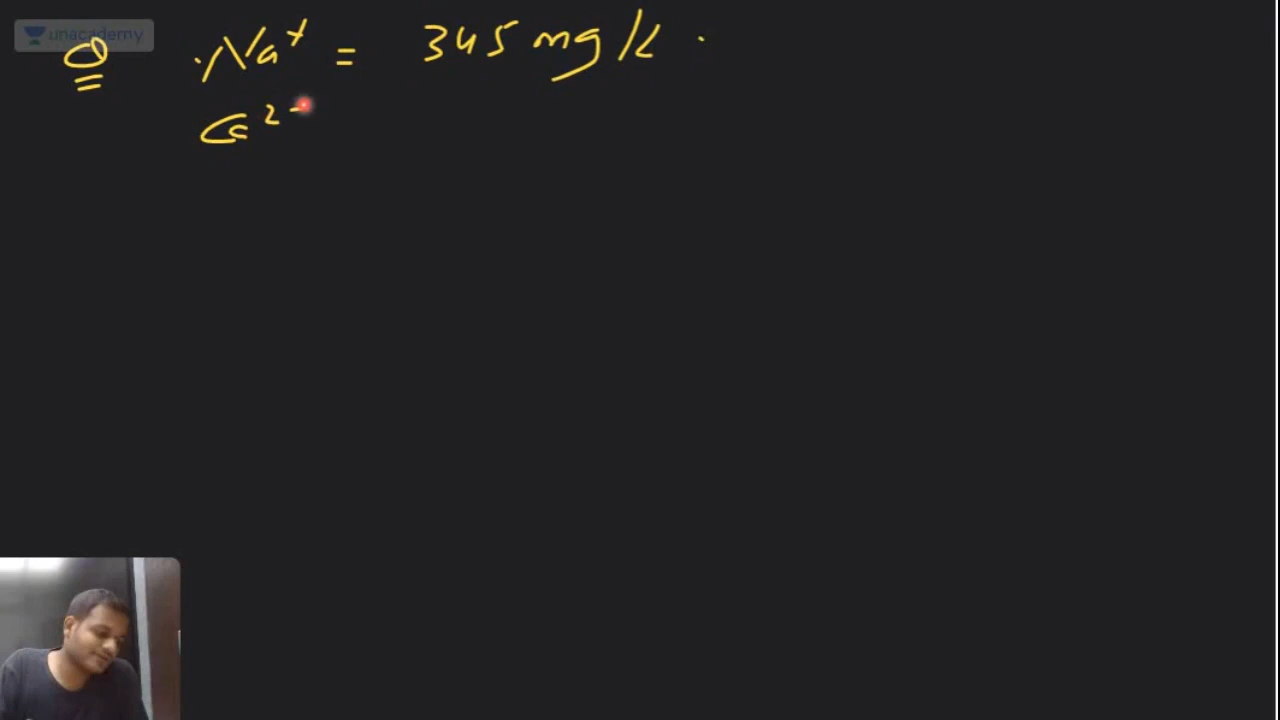 unacademy
Q Na⁺ = 345 mg/L.
Ca²⁺